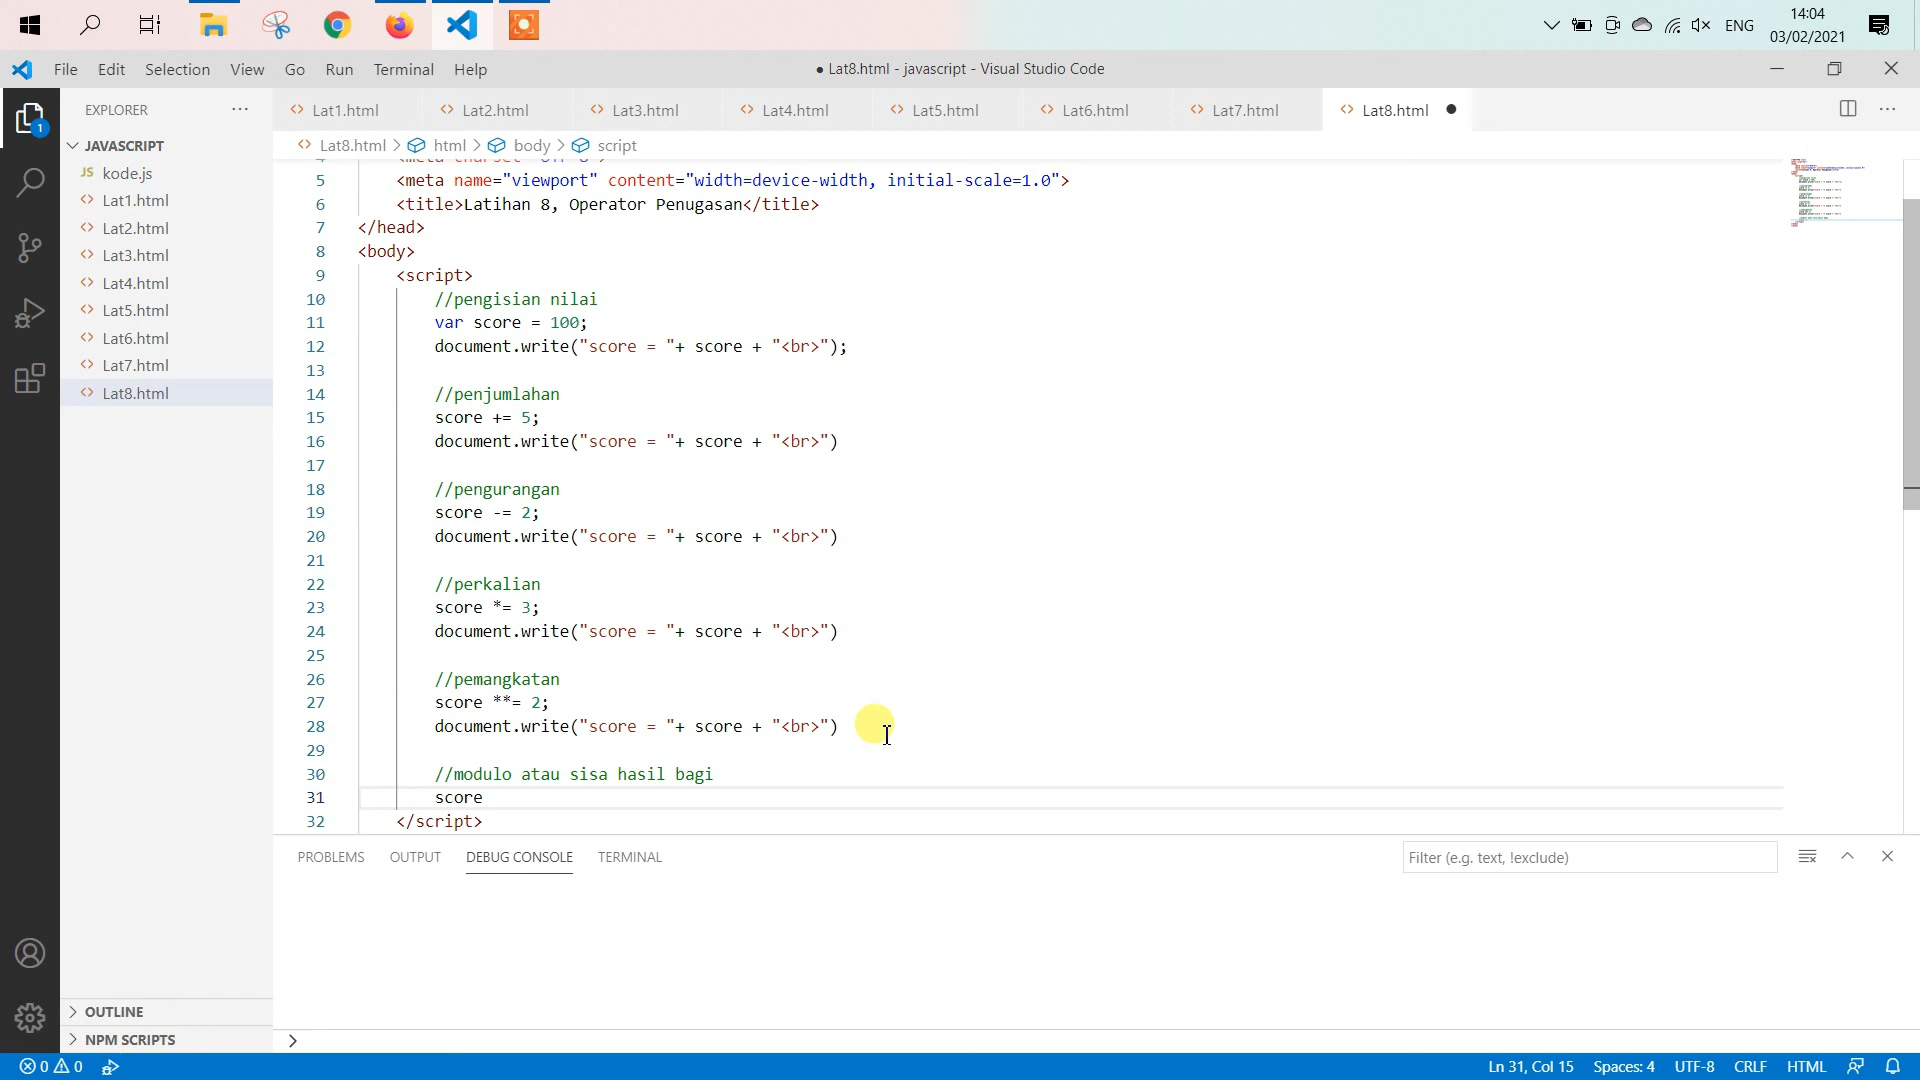 ENG
14:04
03/02/2021
File Edit Selection View Go Run Terminal Help
● Lat8.html - javascript - Visual Studio Code
EXPLORER ···
Lat1.html Lat2.html Lat3.html Lat4.html Lat5.html Lat6.html Lat7.html Lat8.html ●
1
JAVASCRIPT
JS kode.js
Lat1.html
Lat2.html
Lat3.html
Lat4.html
Lat5.html
Lat6.html
Lat7.html
Lat8.html
OUTLINE
NPM SCRIPTS
Lat8.html > html > body > script
5 <meta name="viewport" content="width=device-width, initial-scale=1.0">
6 <title>Latihan 8, Operator Penugasan</title>
7 </head>
8 <body>
9 <script>
10 //pengisian nilai
11 var score = 100;
12 document.write("score = "+ score + "<br>");
13
14 //penjumlahan
15 score += 5;
16 document.write("score = "+ score + "<br>")
17
18 //pengurangan
19 score -= 2;
20 document.write("score = "+ score + "<br>")
21
22 //perkalian
23 score *= 3;
24 document.write("score = "+ score + "<br>")
25
26 //pemangkatan
27 score **= 2;
28 document.write("score = "+ score + "<br>")
29
30 //modulo atau sisa hasil bagi
31 score
32 </script>
PROBLEMS OUTPUT DEBUG CONSOLE TERMINAL
Filter (e.g. text, !exclude)
0 0
Ln 31, Col 15 Spaces: 4 UTF-8 CRLF HTML